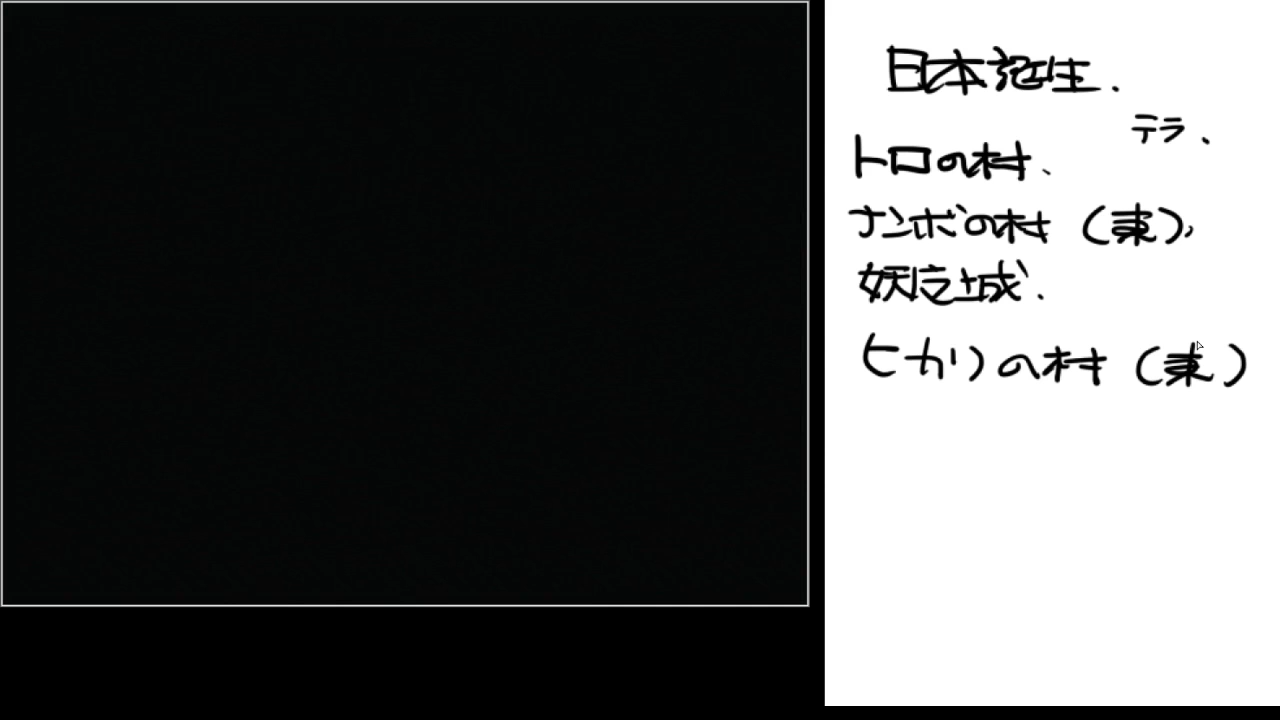 日本誕生.
テラ、
トロの村、
ナンボの村 (東)、
妖精城.
ヒカリの村 (東)